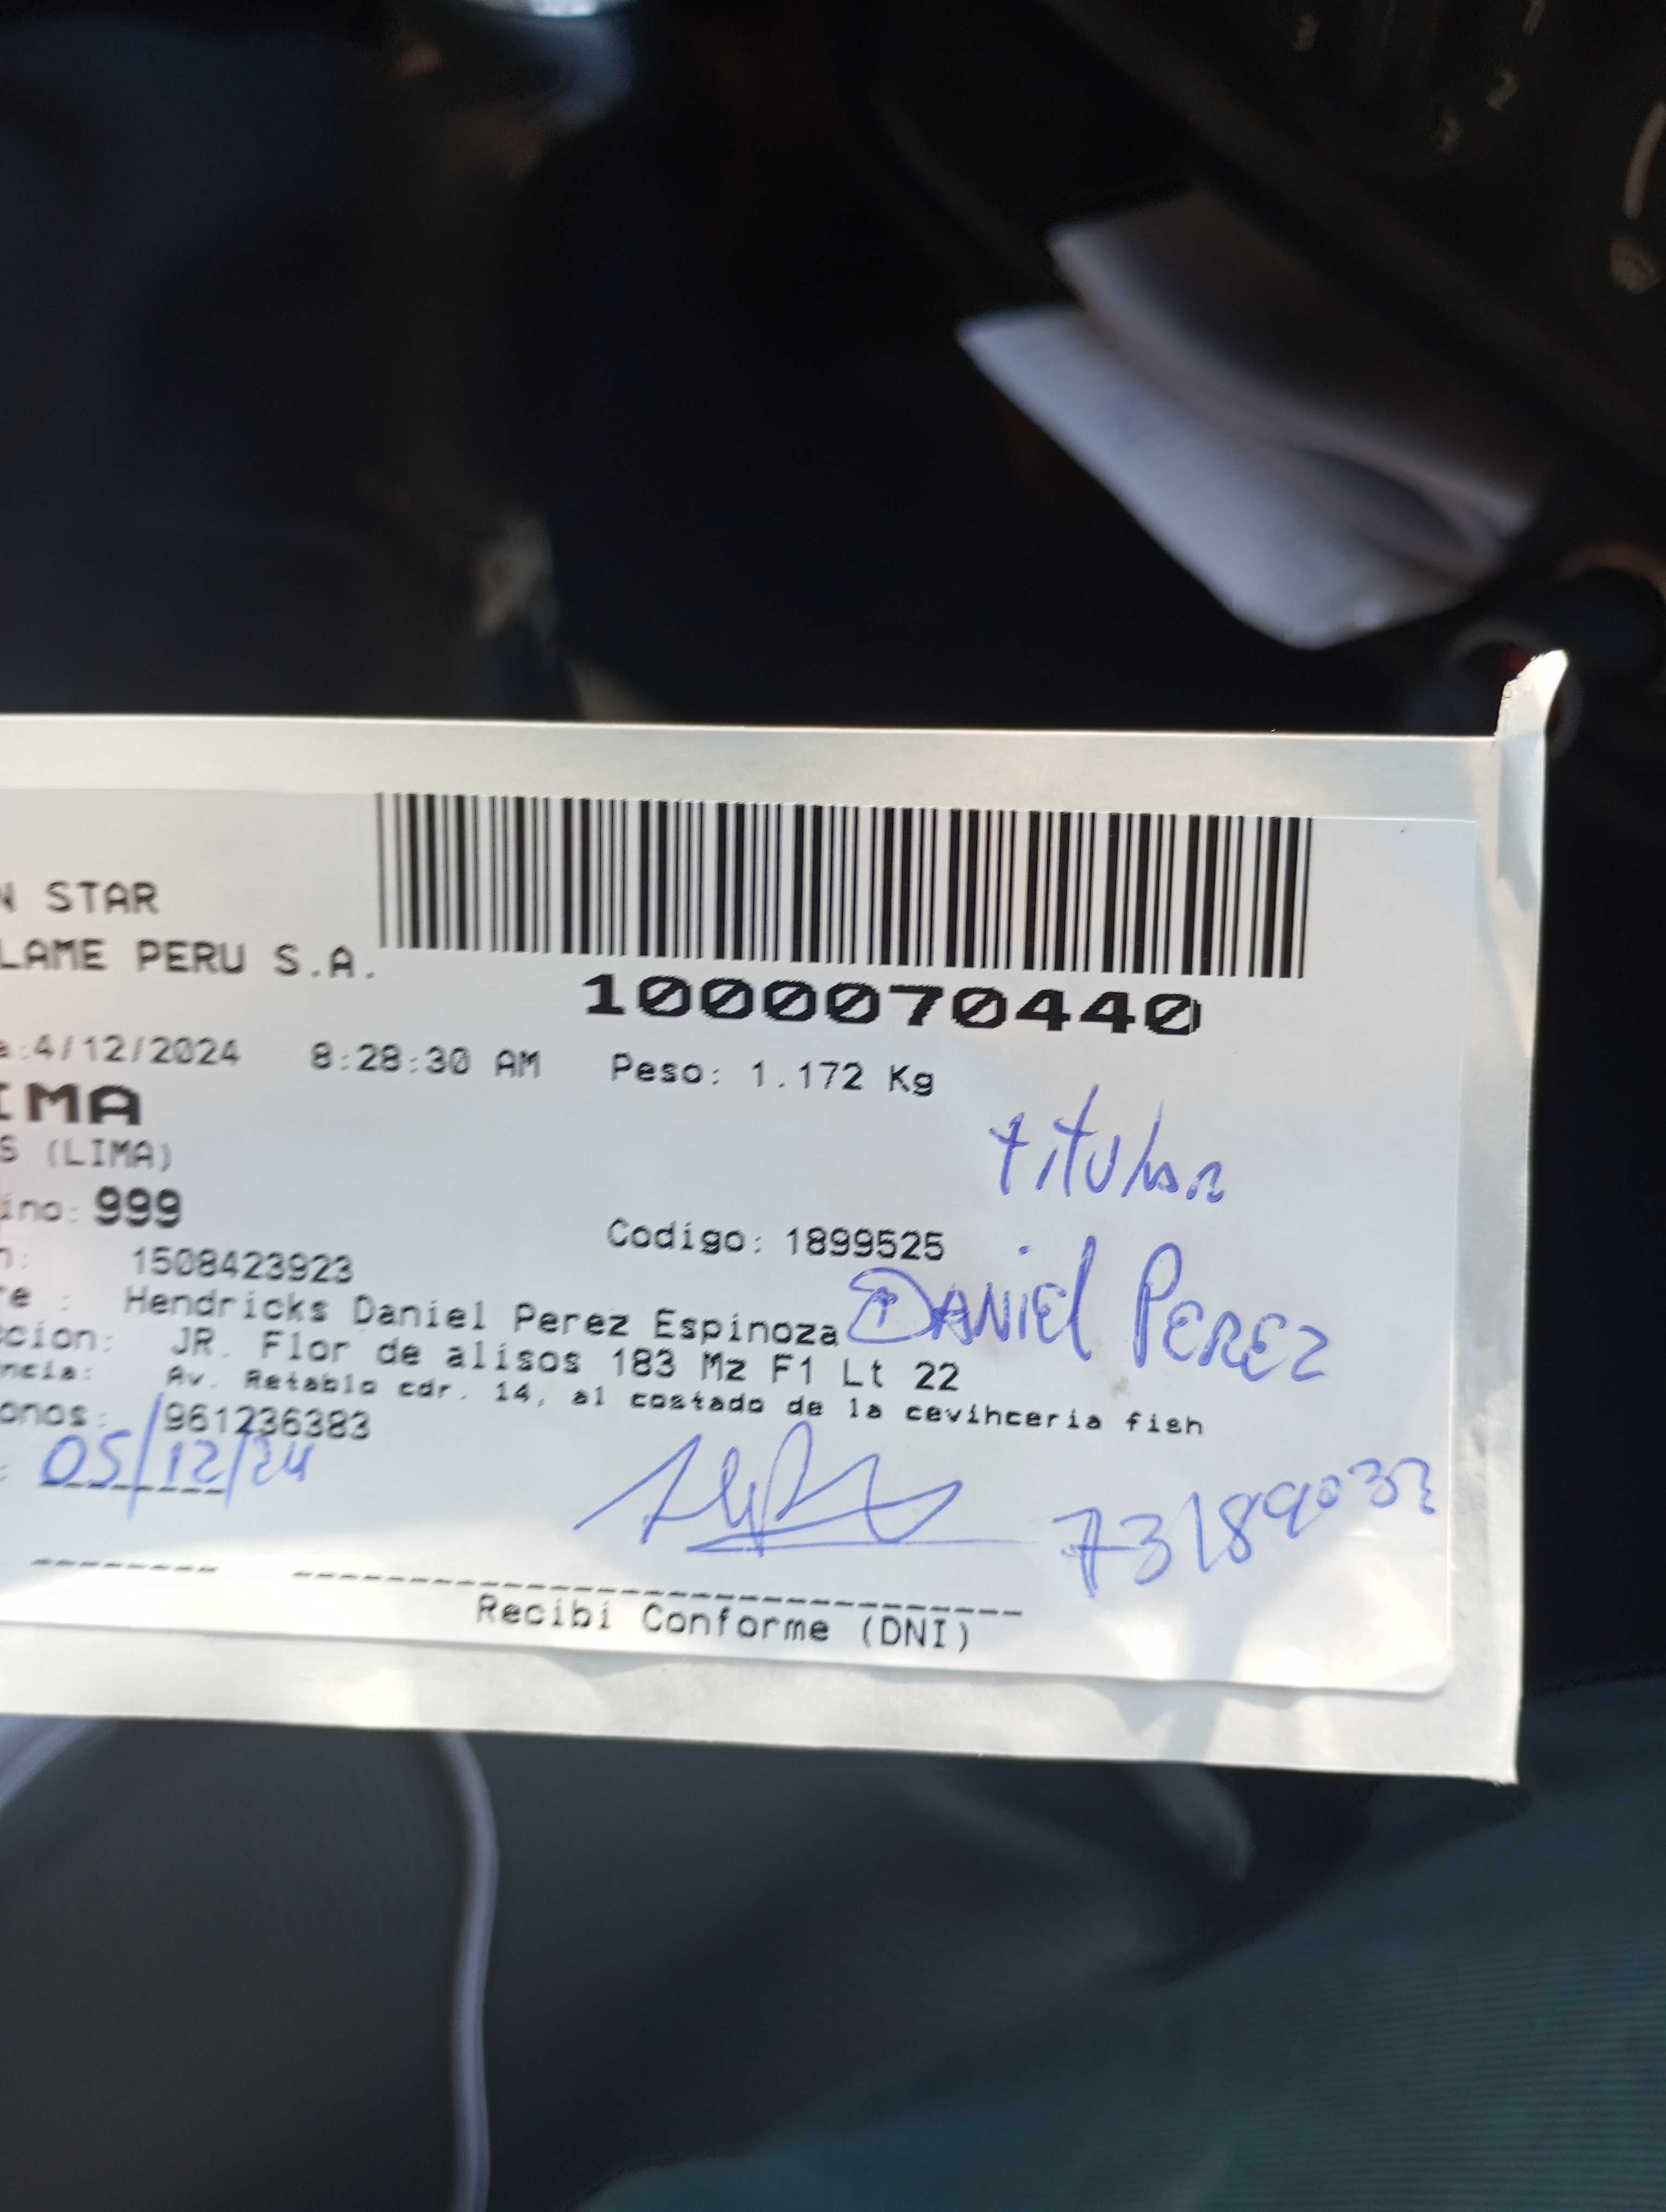 N STAR
LAME PERU S.A.
1000070440
a:4/12/2024 8:28:30 AM Peso: 1.172 Kg
IMA
S (LIMA)
titular
ino: 999
Codigo: 1899525
n: 1508423923
re : Hendricks Daniel Perez Espinoza
DANIEL PEREZ
ccion: JR. Flor de alisos 183 Mz F1 Lt 22
ncia: Av. Retablo cdr. 14, al costado de la cevihceria fish
onos: 961236383
: 05/12/24
73189032
Recibi Conforme (DNI)